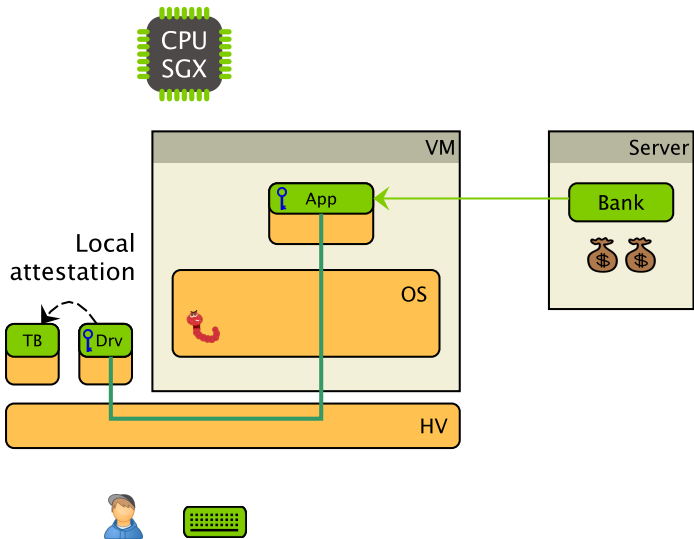 CPU
SGX
VM
Server
App
Bank
Local
attestation
OS
TB
Drv
HV